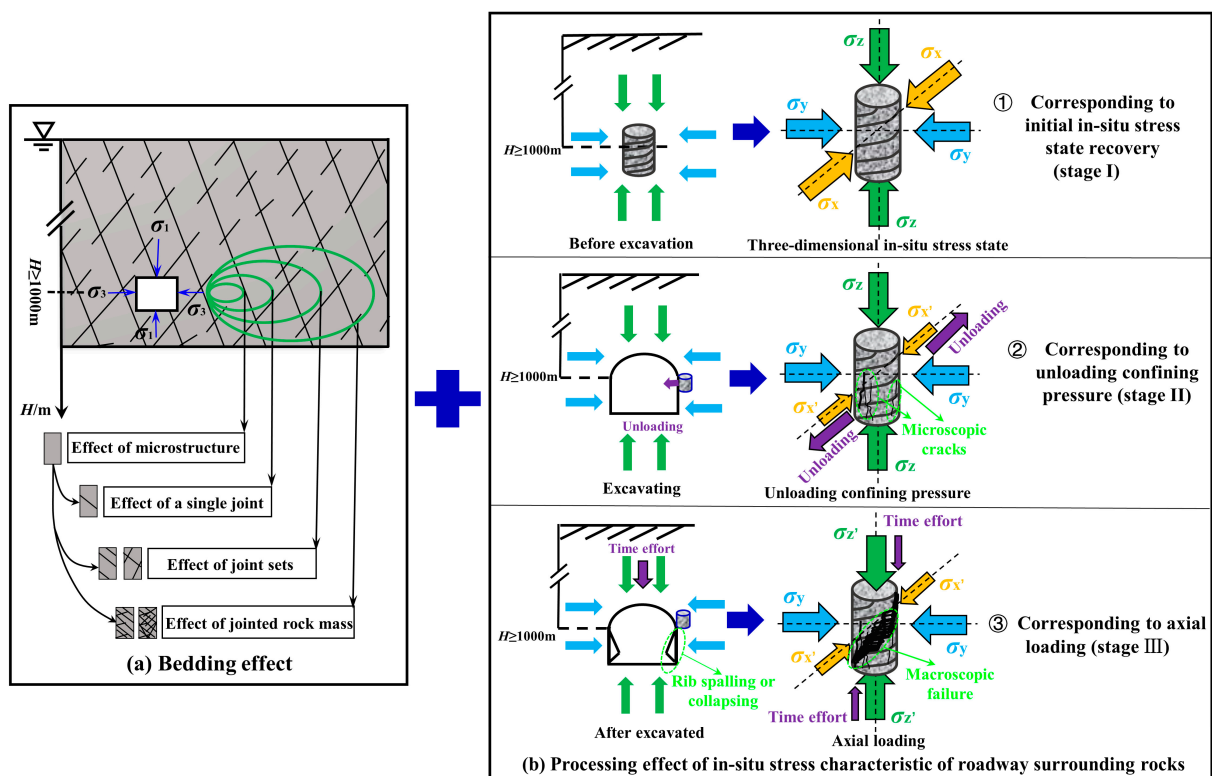 σ1
σ3
σ3
σ1
H≥1000m
H/m
Effect of microstructure
Effect of a single joint
Effect of joint sets
Effect of jointed rock mass
(a) Bedding effect
H≥1000m
Before excavation
σz
σx
σy
σy
σx
σz
Three-dimensional in-situ stress state
① Corresponding to
initial in-situ stress
state recovery
(stage I)
H≥1000m
Unloading
Excavating
σz
σx'
Unloading
σy
σy
σx'
Unloading
Microscopic
cracks
σz
Unloading confining pressure
② Corresponding to
unloading confining
pressure (stage II)
Time effort
H≥1000m
Rib spalling or
collapsing
After excavated
Time effort
σz'
σx'
σy
σy
σx'
Macroscopic
failure
Time effort
σz'
Axial loading
③ Corresponding to axial
loading (stage Ⅲ)
(b) Processing effect of in-situ stress characteristic of roadway surrounding rocks